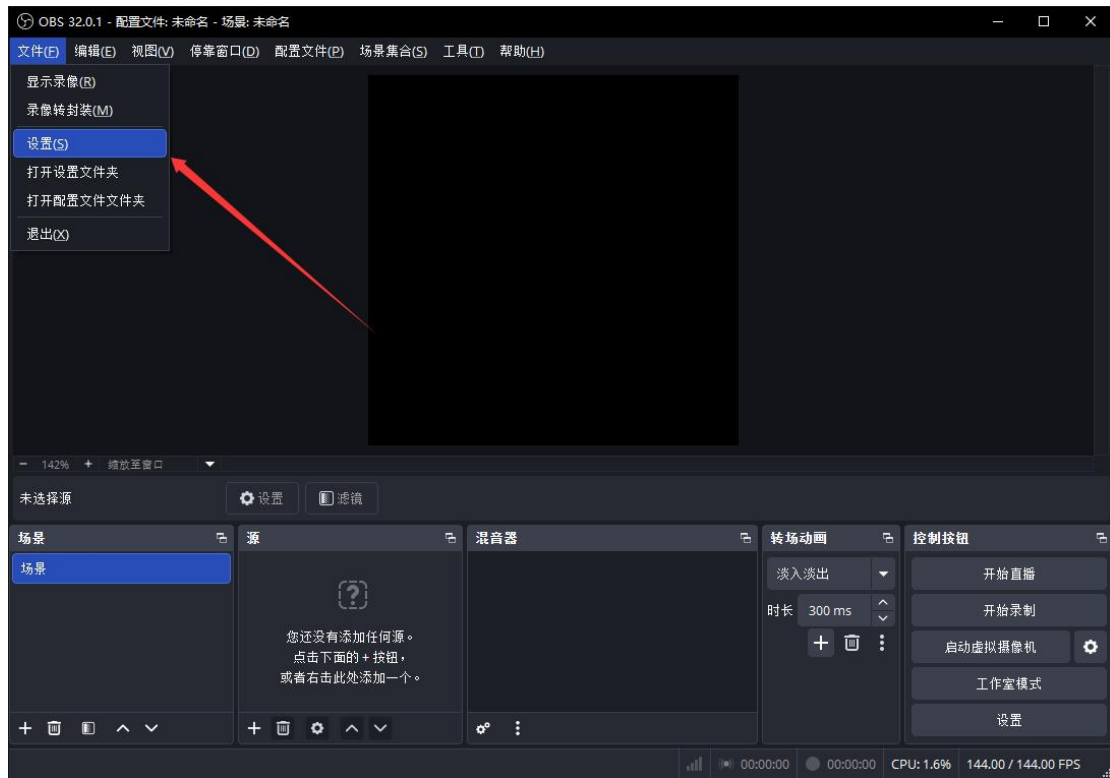 OBS 32.0.1 - 配置文件: 未命名 - 场景: 未命名
文件(F) 编辑(E) 视图(V) 停靠窗口(D) 配置文件(P) 场景集合(S) 工具(T) 帮助(H)
显示录像(R)
录像转封装(M)
设置(S)
打开设置文件夹
打开配置文件文件夹
退出(X)
142% 缩放至窗口
未选择源 设置 滤镜
场景 源 混音器 转场动画 控制按钮
场景
淡入淡出
开始直播
时长 300 ms
开始录制
您还没有添加任何源。
点击下面的 + 按钮，
或者右击此处添加一个。
启动虚拟摄像机
工作室模式
设置
00:00:00 00:00:00 CPU: 1.6% 144.00 / 144.00 FPS